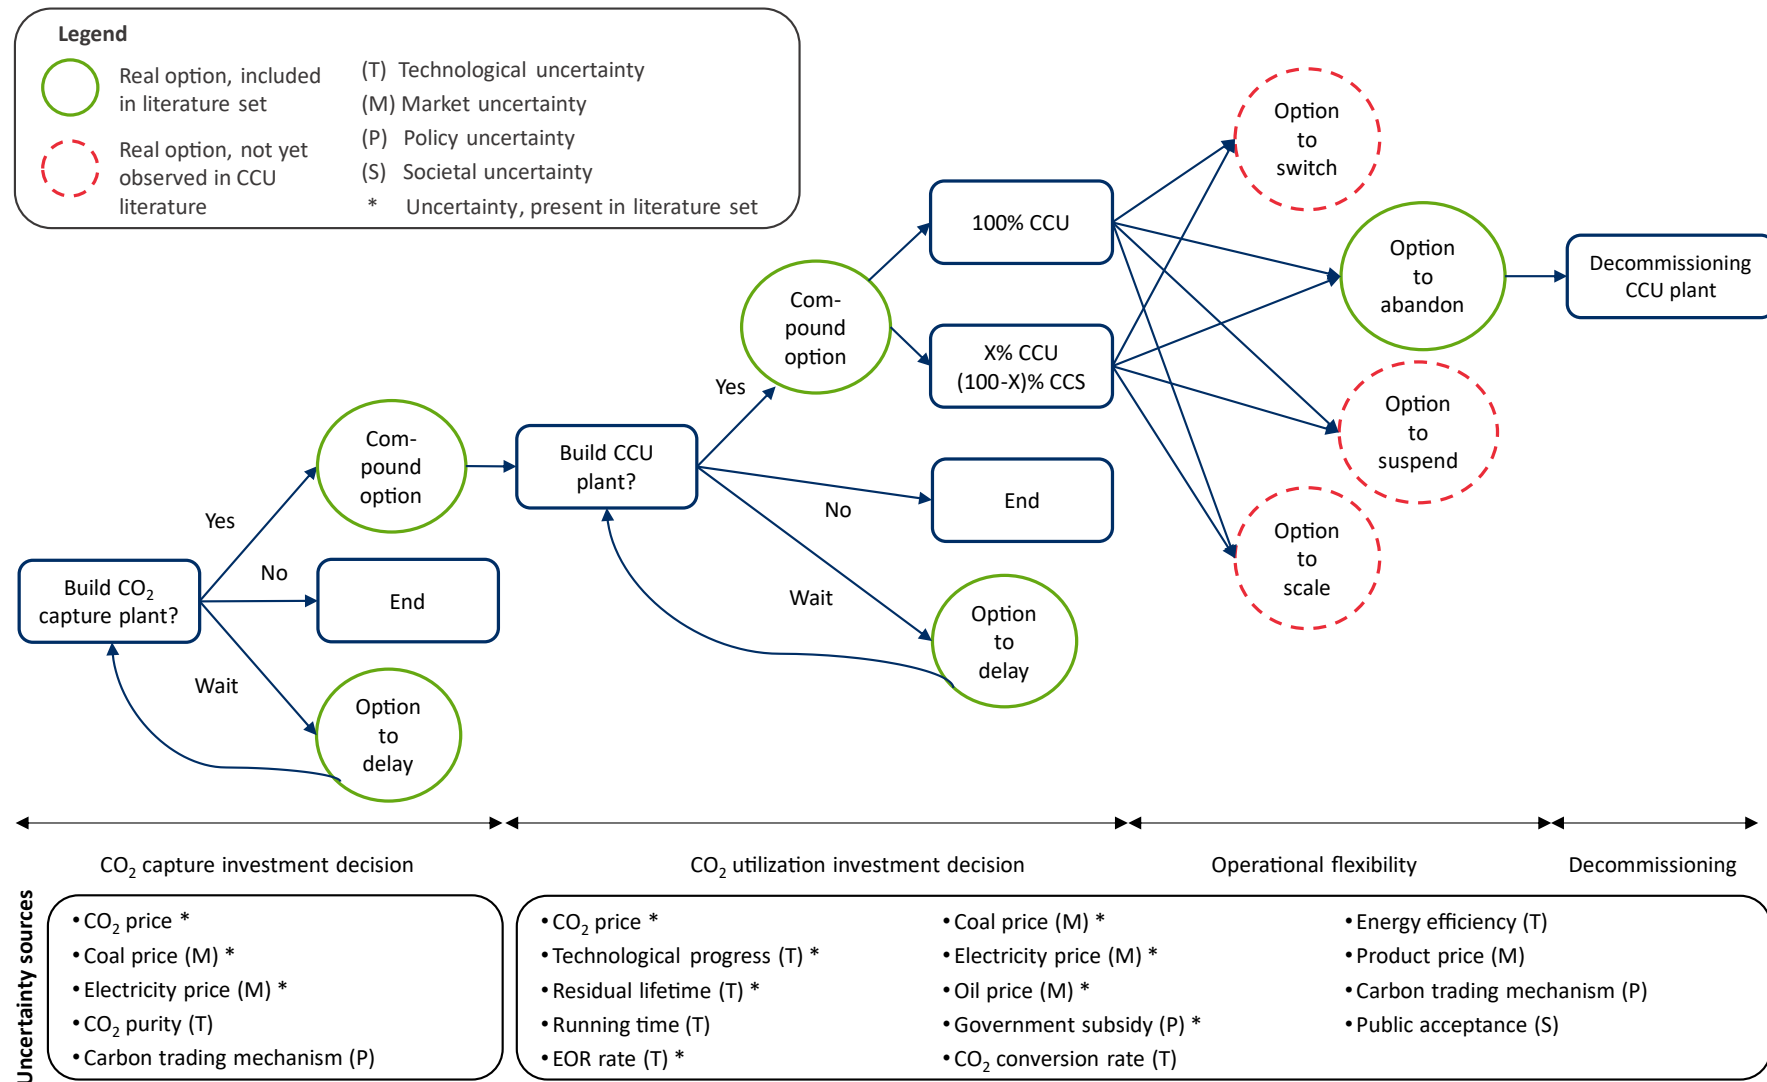 Legend
Real option, included
in literature set
Real option, not yet
observed in CCU
literature
(T) Technological uncertainty
(M) Market uncertainty
(P) Policy uncertainty
(S) Societal uncertainty
* Uncertainty, present in literature set
Build CO₂
capture plant?
Yes
No
Wait
Com-
pound
option
End
Option
to
delay
Build CCU
plant?
Yes
No
Wait
Com-
pound
option
End
Option
to
delay
100% CCU
X% CCU
(100-X)% CCS
Option
to
switch
Option
to
abandon
Option
to
suspend
Option
to
scale
Decommissioning
CCU plant
CO₂ capture investment decision
CO₂ utilization investment decision
Operational flexibility
Decommissioning
Uncertainty sources
• CO₂ price *
• Coal price (M) *
• Electricity price (M) *
• CO₂ purity (T)
• Carbon trading mechanism (P)
• CO₂ price *
• Technological progress (T) *
• Residual lifetime (T) *
• Running time (T)
• EOR rate (T) *
• Coal price (M) *
• Electricity price (M) *
• Oil price (M) *
• Government subsidy (P) *
• CO₂ conversion rate (T)
• Energy efficiency (T)
• Product price (M)
• Carbon trading mechanism (P)
• Public acceptance (S)